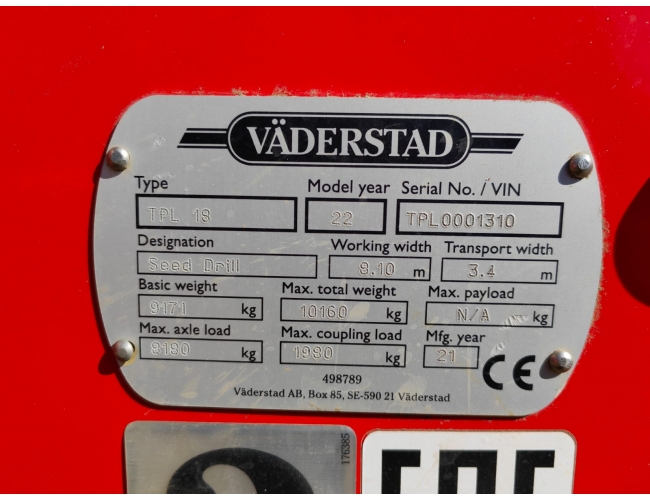 VÄDERSTAD
Type Model year Serial No. / VIN
TPL 18 22 TPL0001310
Designation Working width Transport width
Seed Drill 9.10 m 3.4 m
Basic weight Max. total weight Max. payload
9171 kg 10160 kg N/A kg
Max. axle load Max. coupling load Mfg. year
8180 kg 1980 kg 21
CE
498789
Väderstad AB, Box 85, SE-590 21 Väderstad
176385